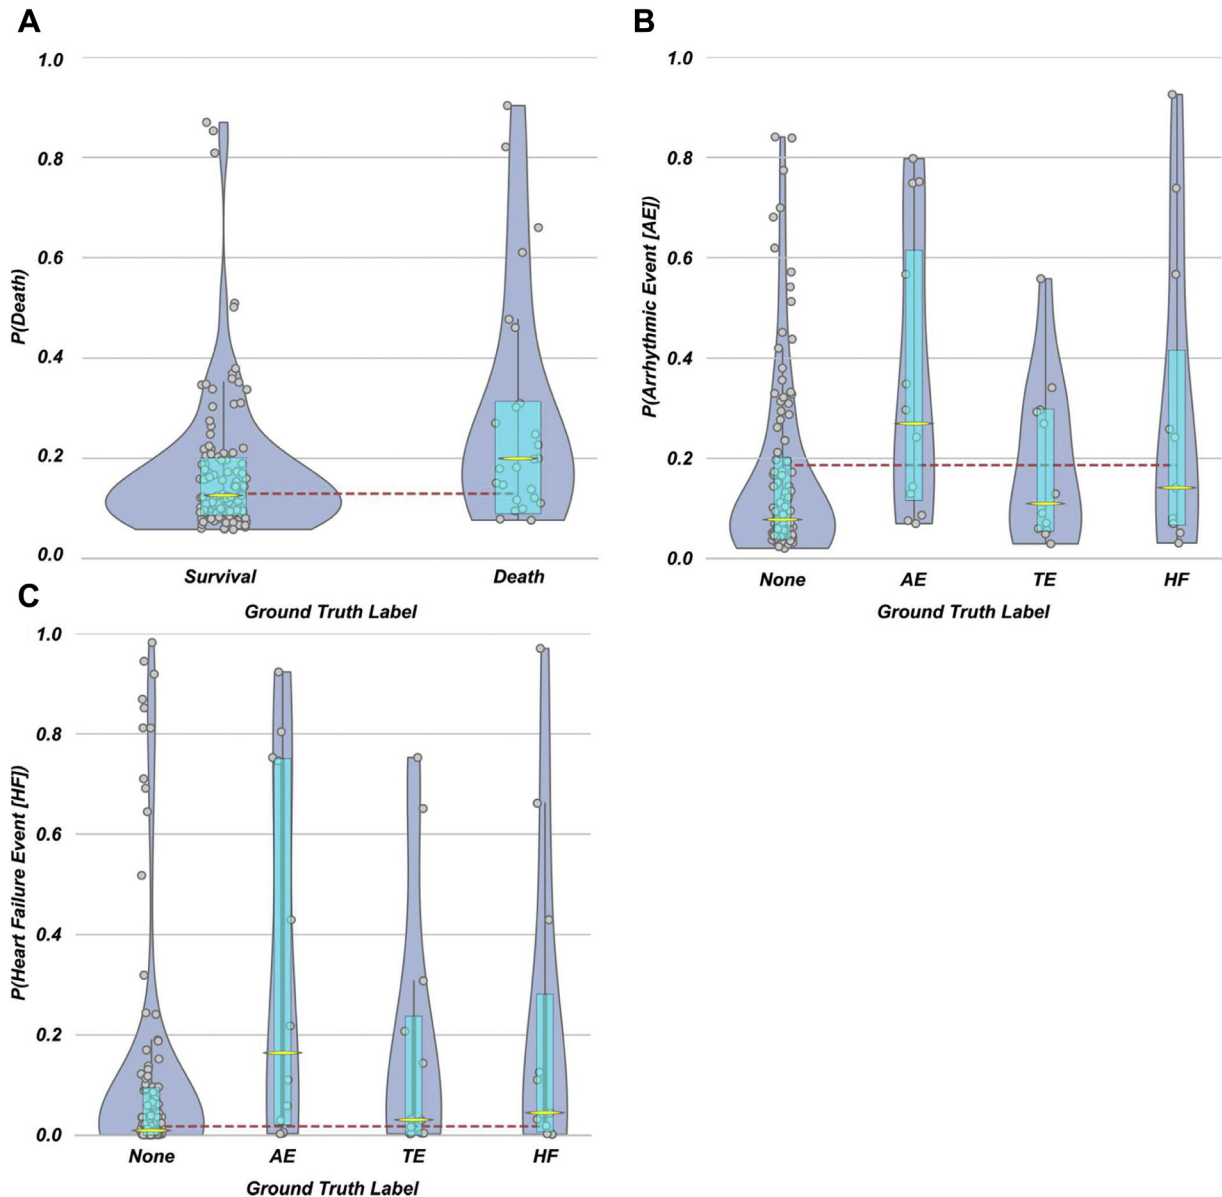 A
P(Death)
1.0
0.8
0.6
0.4
0.2
0.0
Survival Death
Ground Truth Label
B
P(Arrhythmic Event [AE])
1.0
0.8
0.6
0.4
0.2
0.0
None AE TE HF
Ground Truth Label
C
P(Heart Failure Event [HF])
1.0
0.8
0.6
0.4
0.2
0.0
None AE TE HF
Ground Truth Label